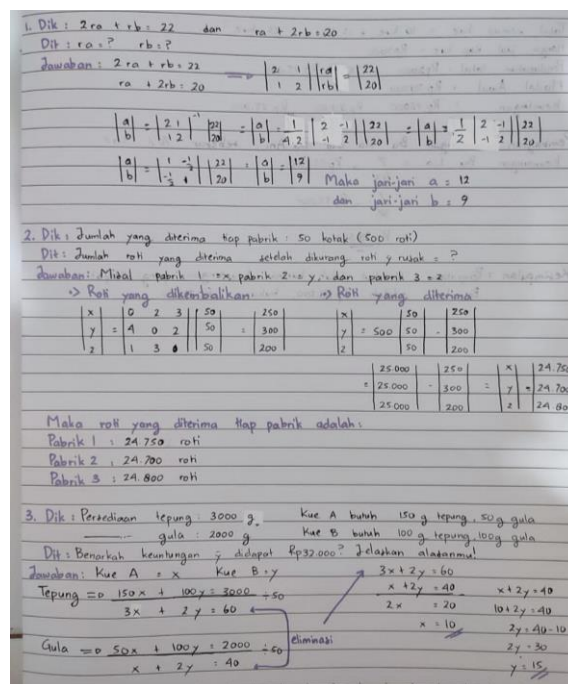 1. Dik : 2ra + rb = 22 dan ra + 2rb = 20
Dit : ra = ? rb = ?
Jawaban : 2ra + rb = 22
ra + 2rb = 20
|2 1| |ra| = |22|
|1 2| |rb| |20|
|a| = |2 1|⁻¹ |22| = |a| = 1/4-2 |2 -1| |22| = |a| = 1/2 |2 -1| |22|
|b| |1 2| |20| |b| |-1 2| |20| |b| |-1 2| |20|
|a| = |1 -½| |22| |a| = |12|
|b| |-½ | |20| |b| |9|
Maka jari-jari a = 12
dan jari-jari b = 9
2. Dik : Jumlah yang diterima tiap pabrik : 50 kotak (500 roti)
Dit : Jumlah roti yang diterima setelah dikurang roti y rusak = ?
Jawaban : Misal pabrik 1 = x, pabrik 2 = y, dan pabrik 3 = z
Roti yang dikembalikan
|x| |0 2 3| |50| |250|
|y| = |4 0 2| |50| = |300|
|z| |1 3 | |50| |200|
Roti yang diterima :
|x| |50| |250|
|y| = 500 |50| - |300|
|z| |50| |200|
|25.000| |250| |x| |24.750
= |25.000| - |300| = |y| = |24.700
|25.000| |200| |z| |24.800
Maka roti yang diterima tiap pabrik adalah :
Pabrik 1 : 24.750 roti
Pabrik 2 : 24.700 roti
Pabrik 3 : 24.800 roti
3. Dik : Persediaan tepung : 3000 g. Kue A butuh 150 g tepung, 50 g gula
gula : 2000 g Kue B butuh 100 g tepung, 100 g gula
Dit : Benarkah keuntungan y didapat Rp32.000? Jelaskan alasanmu!
Jawaban : Kue A = x Kue B = y
Tepung => 150x + 100y = 3000 ÷50
3x + 2y = 60
Gula => 50x + 100y = 2000 ÷50
x + 2y = 40
eliminasi
3x + 2y = 60
x + 2y = 40
2x = 20
x = 10
x + 2y = 40
10 + 2y = 40
2y = 40 - 10
2y = 30
y = 15